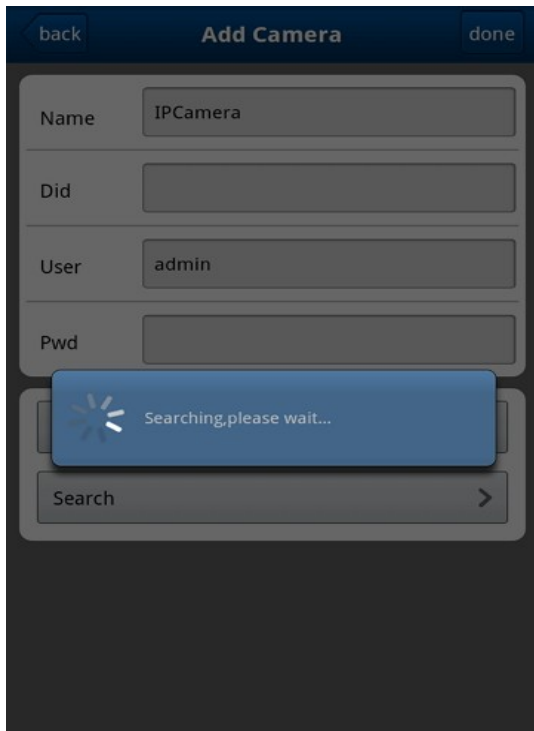 back Add Camera done
Name IPCamera
Did
User admin
Pwd
Searching,please wait...
Search